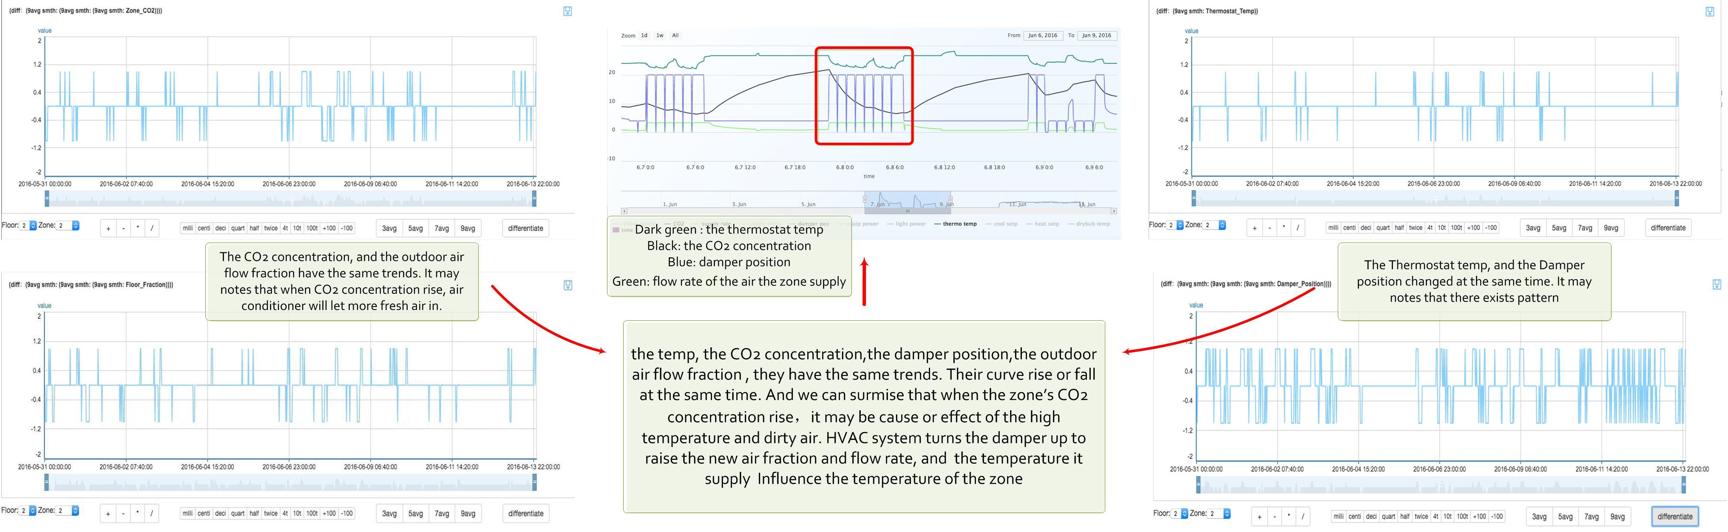 (diff: (9avg smth: (9avg smth: Zone_CO2))))
value
2
1.2
0.4
-0.4
-1.2
-2
2016-05-31 00:00:00 2016-06-02 07:40:00 2016-06-04 15:20:00 2016-06-06 23:00:00 2016-06-09 06:40:00 2016-06-11 14:20:00 2016-06-13 22:00:00
Floor: 2 Zone: 2 + - * / milli centi deci quart half twice 4t 10t 100t +100 -100 3avg 5avg 7avg 9avg differentiate
Zoom 1d 1w All From Jun 6, 2016 To Jun 9, 2016
20
10
0
-10
6.7 0:0 6.7 6:0 6.7 12:0 6.7 18:0 6.8 0:0 6.8 6:0 6.8 12:0 6.8 18:0 6.9 0:0 6.9 6:0
time
1. Jun 3. Jun 5. Jun 7. Jun 9. Jun 11. Jun
power light power thermo temp cool setp heat setp drybulb temp
Dark green : the thermostat temp
Black: the CO2 concentration
Blue: damper position
Green: flow rate of the air the zone supply
(diff: (9avg smth: Thermostat_Temp))
value
2
1.2
0.4
-0.4
-1.2
-2
2016-05-31 00:00:00 2016-06-02 07:40:00 2016-06-04 15:20:00 2016-06-06 23:00:00 2016-06-09 06:40:00 2016-06-11 14:20:00 2016-06-13 22:00:00
Floor: 2 Zone: 2 + - * / milli centi deci quart half twice 4t 10t 100t +100 -100 3avg 5avg 7avg 9avg differentiate
The CO2 concentration, and the outdoor air
flow fraction have the same trends. It may
notes that when CO2 concentration rise, air
conditioner will let more fresh air in.
The Thermostat temp, and the Damper
position changed at the same time. It may
notes that there exists pattern
(diff: (9avg smth: (9avg smth: (9avg smth: Floor_Fraction))))
value
2
1.2
0.4
-0.4
-1.2
-2
2016-05-31 00:00:00 2016-06-02 07:40:00 2016-06-04 15:20:00 2016-06-06 23:00:00 2016-06-09 06:40:00 2016-06-11 14:20:00 2016-06-13 22:00:00
Floor: 2 Zone: 2 + - * / milli centi deci quart half twice 4t 10t 100t +100 -100 3avg 5avg 7avg 9avg differentiate
the temp, the CO2 concentration,the damper position,the outdoor
air flow fraction , they have the same trends. Their curve rise or fall
at the same time. And we can surmise that when the zone's CO2
concentration rise， it may be cause or effect of the high
temperature and dirty air. HVAC system turns the damper up to
raise the new air fraction and flow rate, and the temperature it
supply Influence the temperature of the zone
(diff: (9avg smth: (9avg smth: (9avg smth: Damper_Position))))
value
2
1.2
0.4
-0.4
-1.2
-2
2016-05-31 00:00:00 2016-06-02 07:40:00 2016-06-04 15:20:00 2016-06-06 23:00:00 2016-06-09 06:40:00 2016-06-11 14:20:00 2016-06-13 22:00:00
Floor: 2 Zone: 2 + - * / milli centi deci quart half twice 4t 10t 100t +100 -100 3avg 5avg 7avg 9avg differentiate